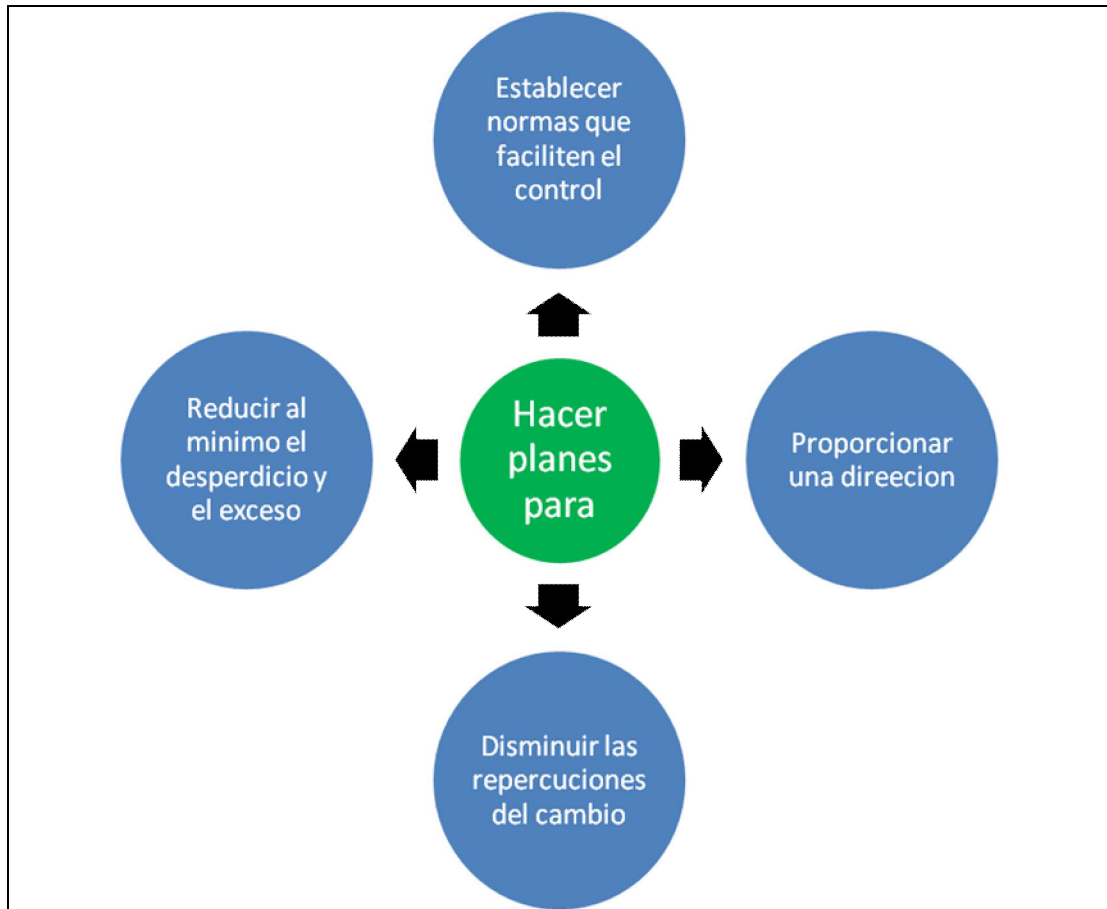 Establecer
normas que
faciliten el
control
Reducir al
minimo el
desperdicio y
el exceso
Hacer
planes
para
Proporcionar
una direecion
Disminuir las
repercuciones
del cambio